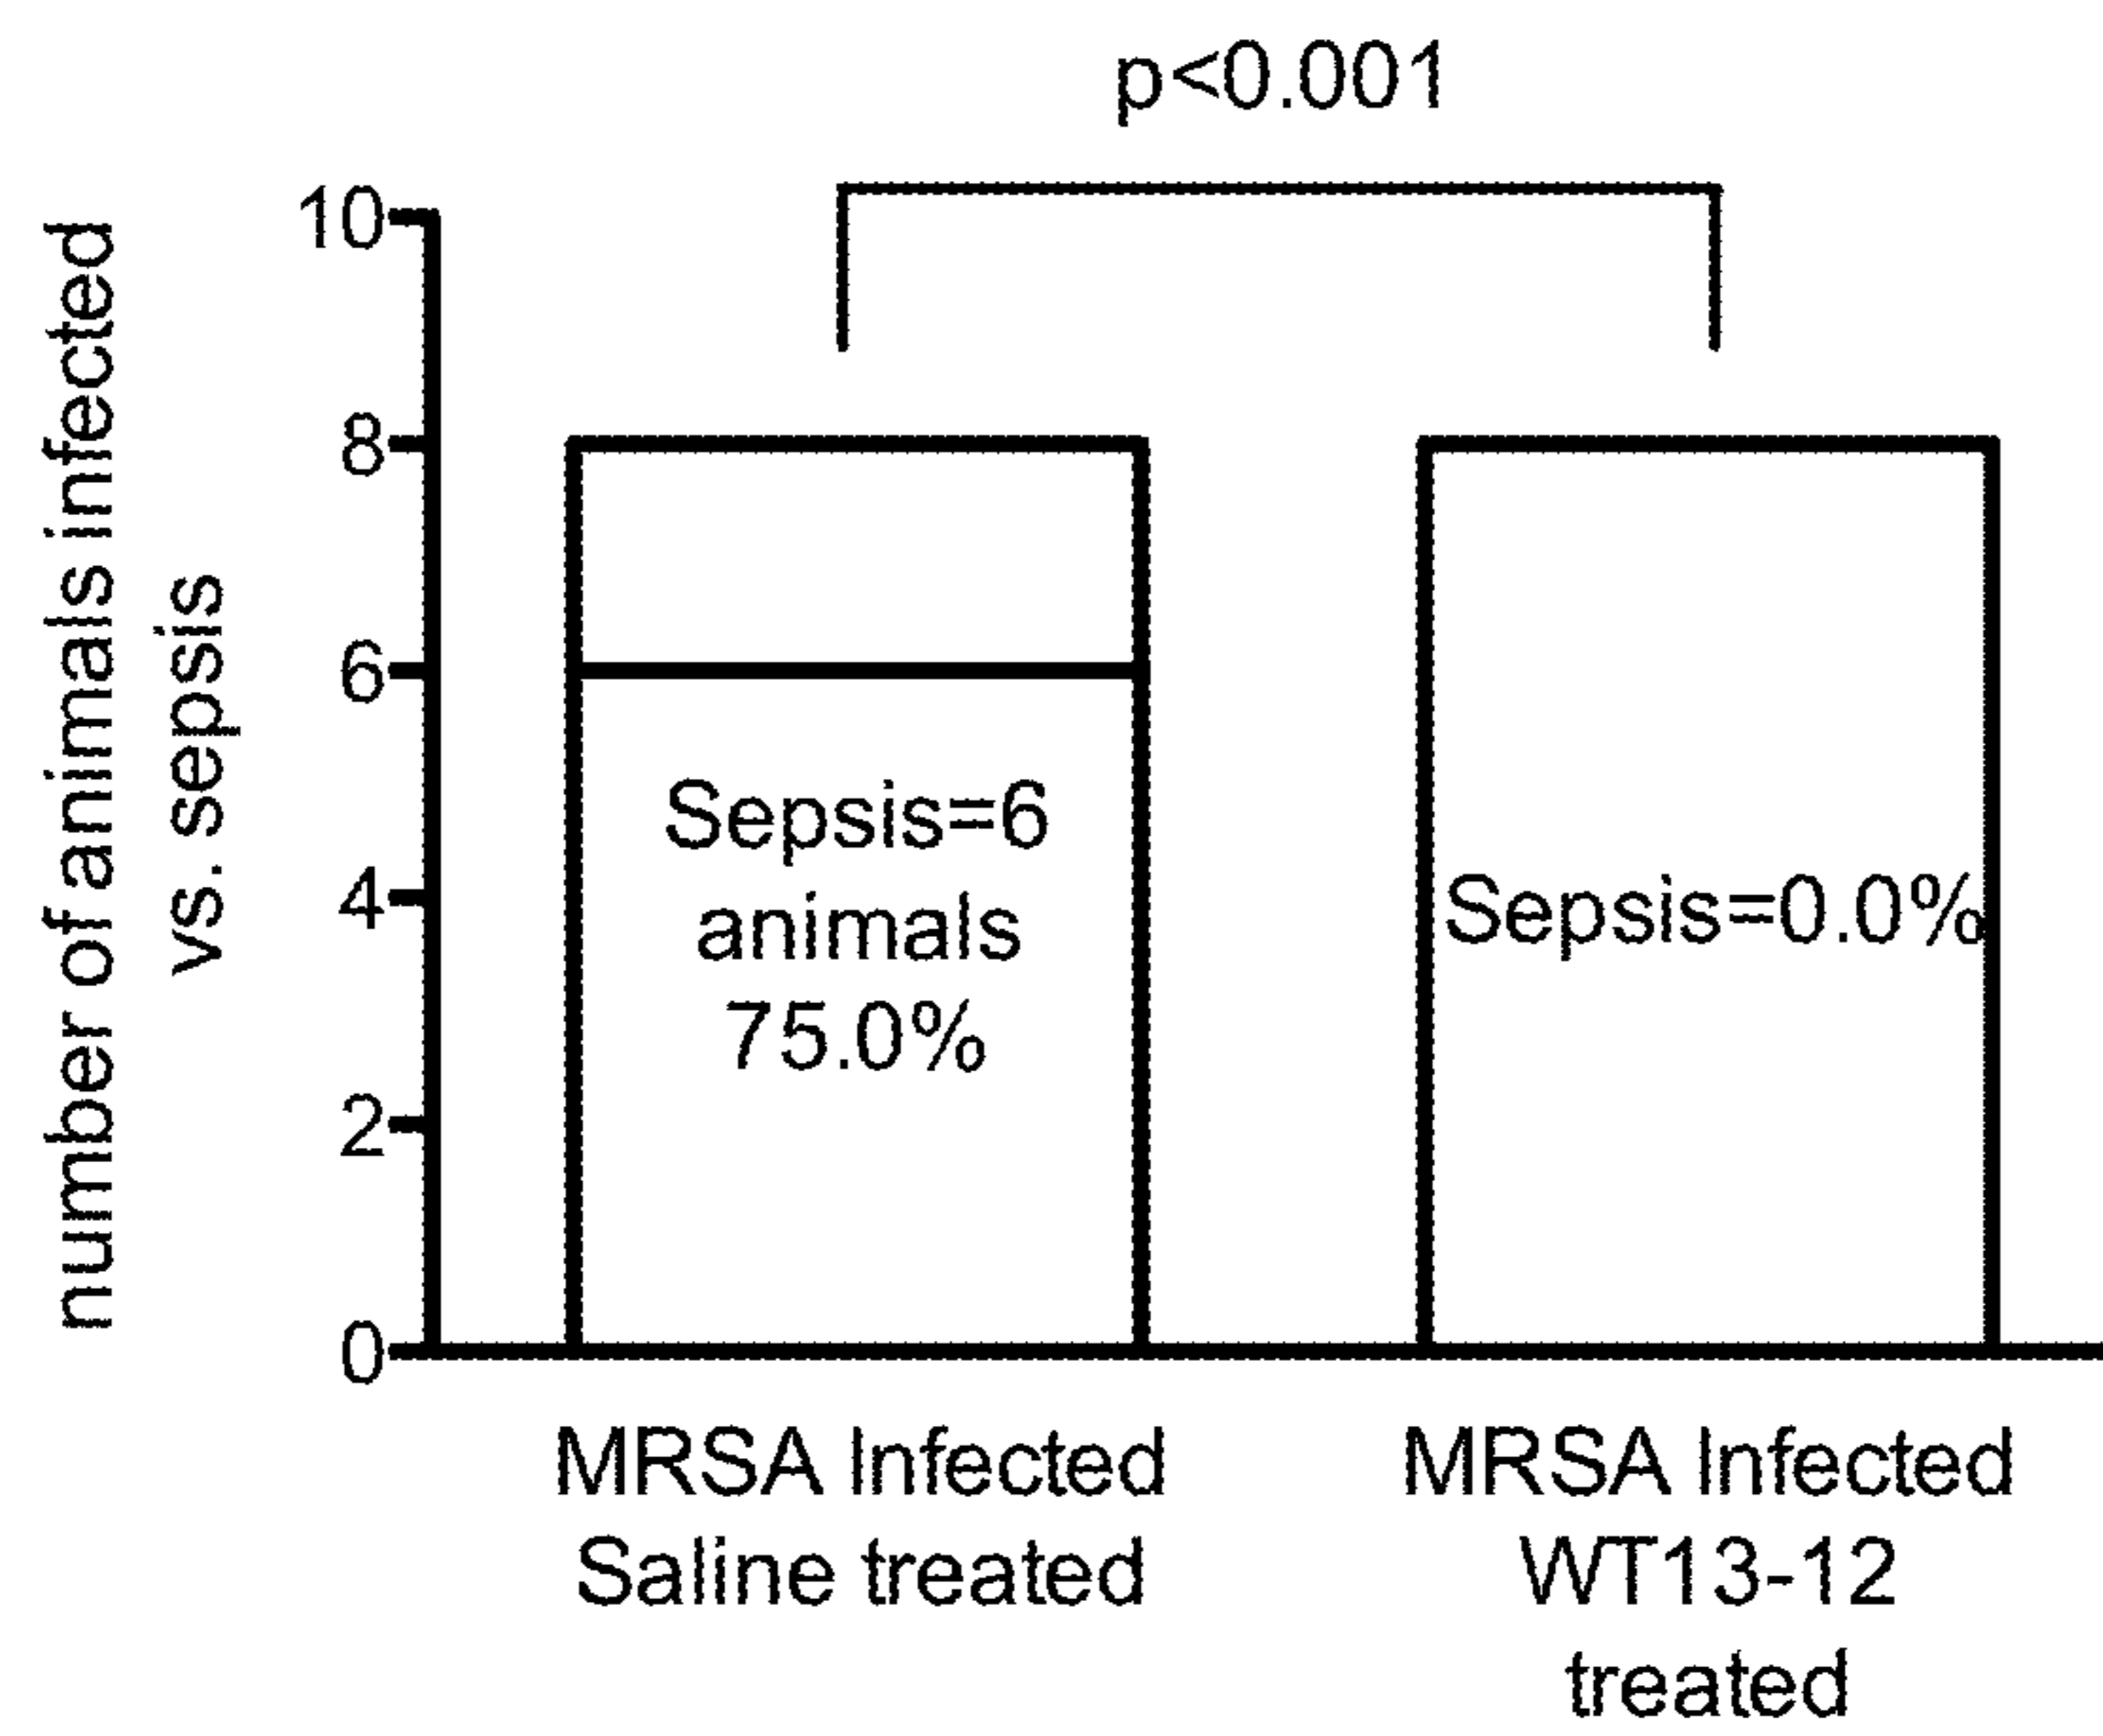 p<0.001
number of animals infected
vs. sepsis
10
8
6
4
2
0
Sepsis=6
animals
75.0%
Sepsis=0.0%
MRSA Infected
Saline treated
MRSA Infected
WT13-12
treated